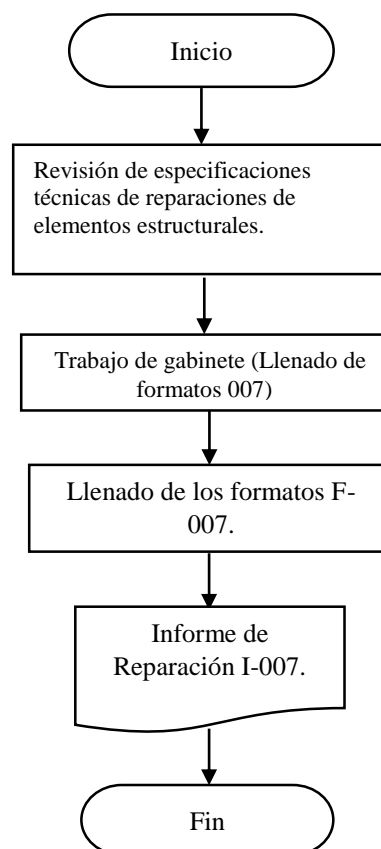 Inicio
Revisión de especificaciones
técnicas de reparaciones de
elementos estructurales.
Trabajo de gabinete (Llenado de
formatos 007)
Llenado de los formatos F-
007.
Informe de
Reparación I-007.
Fin